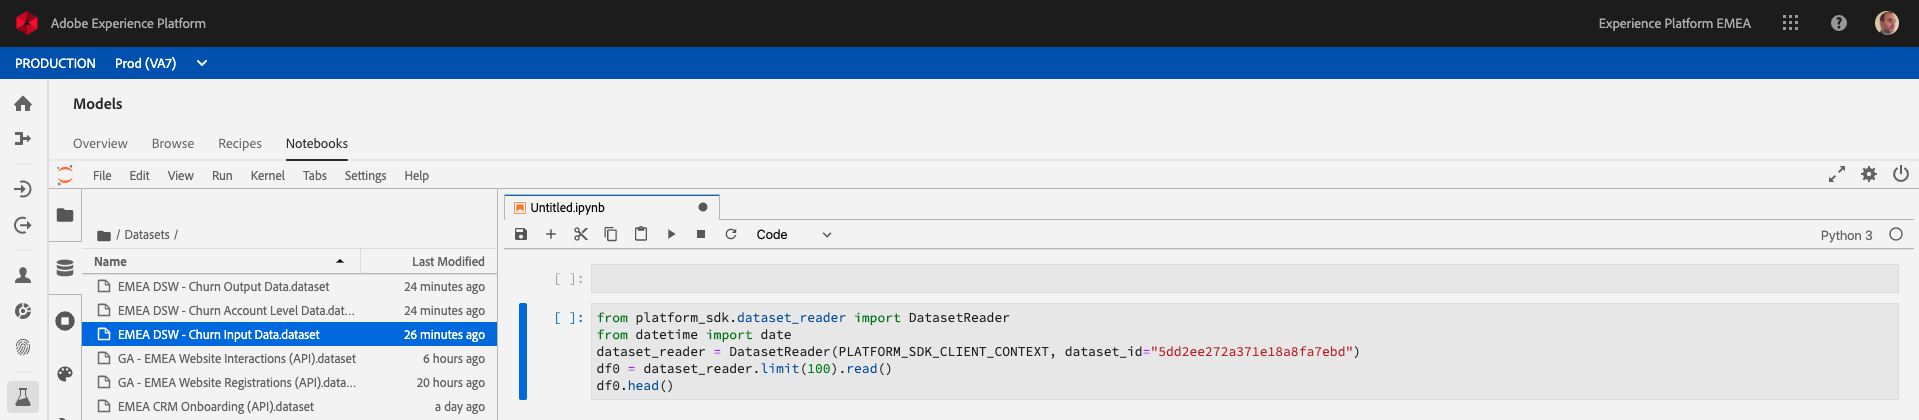 Adobe Experience Platform
Experience Platform EMEA
PRODUCTION Prod (VA7)
Models
Overview Browse Recipes Notebooks
File Edit View Run Kernel Tabs Settings Help
/ Datasets /
Name Last Modified
EMEA DSW - Churn Output Data.dataset 24 minutes ago
EMEA DSW - Churn Account Level Data.dat... 24 minutes ago
EMEA DSW - Churn Input Data.dataset 26 minutes ago
GA - EMEA Website Interactions (API).dataset 6 hours ago
GA - EMEA Website Registrations (API).data... 20 hours ago
EMEA CRM Onboarding (API).dataset a day ago
Untitled.ipynb
Code
Python 3
[ ]:
[ ]:
from platform_sdk.dataset_reader import DatasetReader
from datetime import date
dataset_reader = DatasetReader(PLATFORM_SDK_CLIENT_CONTEXT, dataset_id="5dd2ee272a371e18a8fa7ebd")
df0 = dataset_reader.limit(100).read()
df0.head()